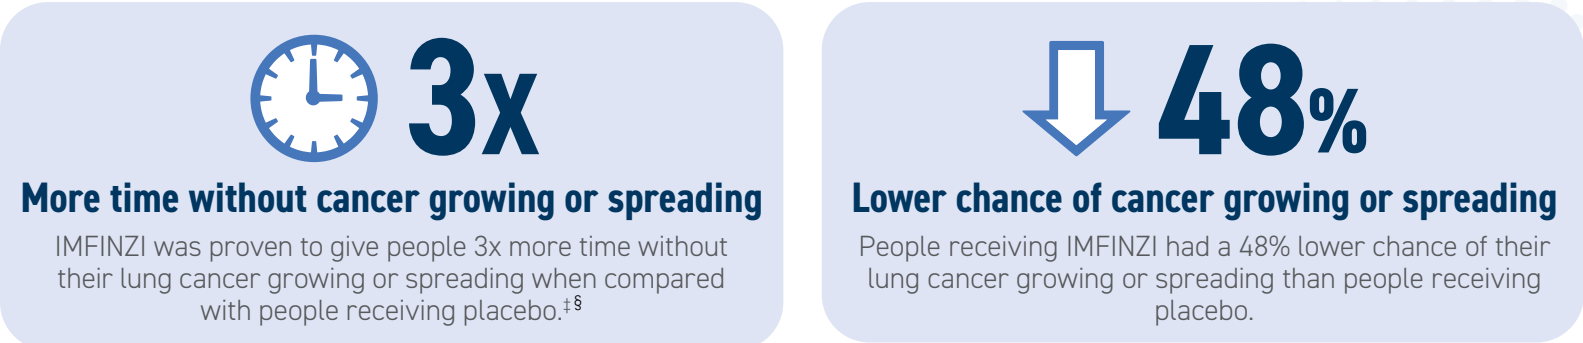 3x
More time without cancer growing or spreading
IMFINZI was proven to give people 3x more time without
their lung cancer growing or spreading when compared
with people receiving placebo.‡§
48%
Lower chance of cancer growing or spreading
People receiving IMFINZI had a 48% lower chance of their
lung cancer growing or spreading than people receiving
placebo.